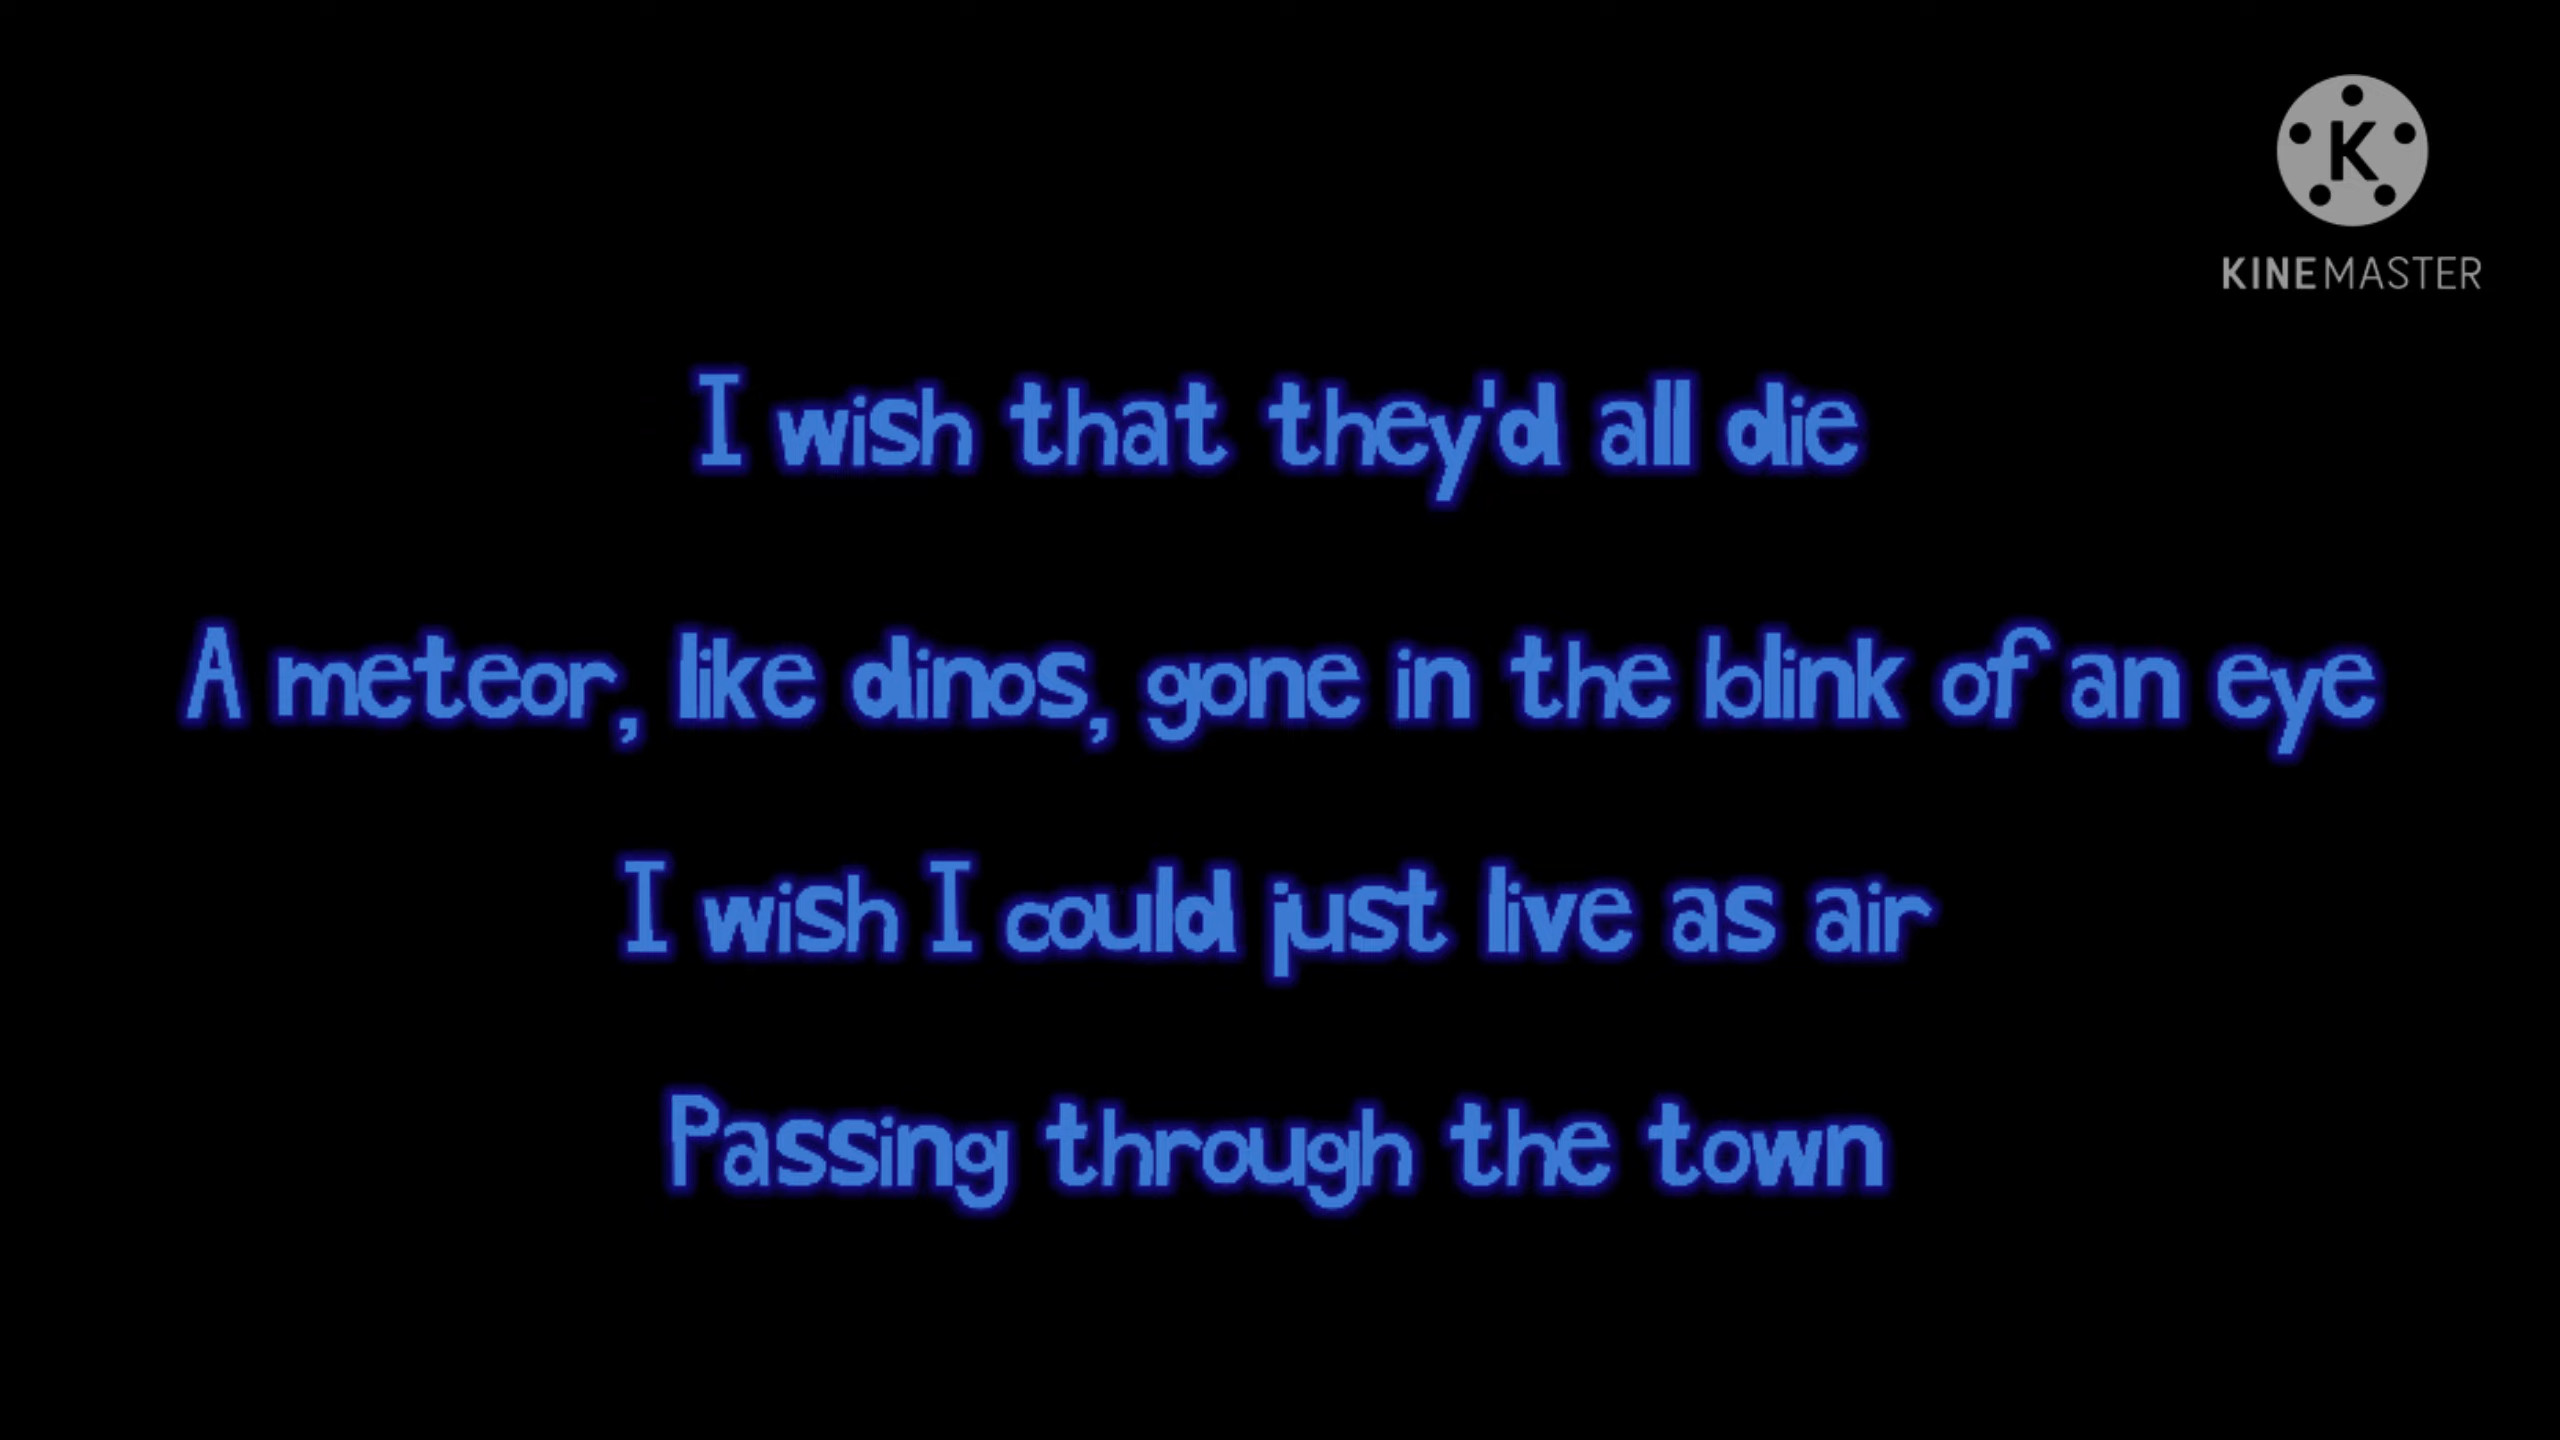 K
KINEMASTER
I wish that they'd all die
A meteor, like dinos, gone in the blink of an eye
I wish I could just live as air
Passing through the town